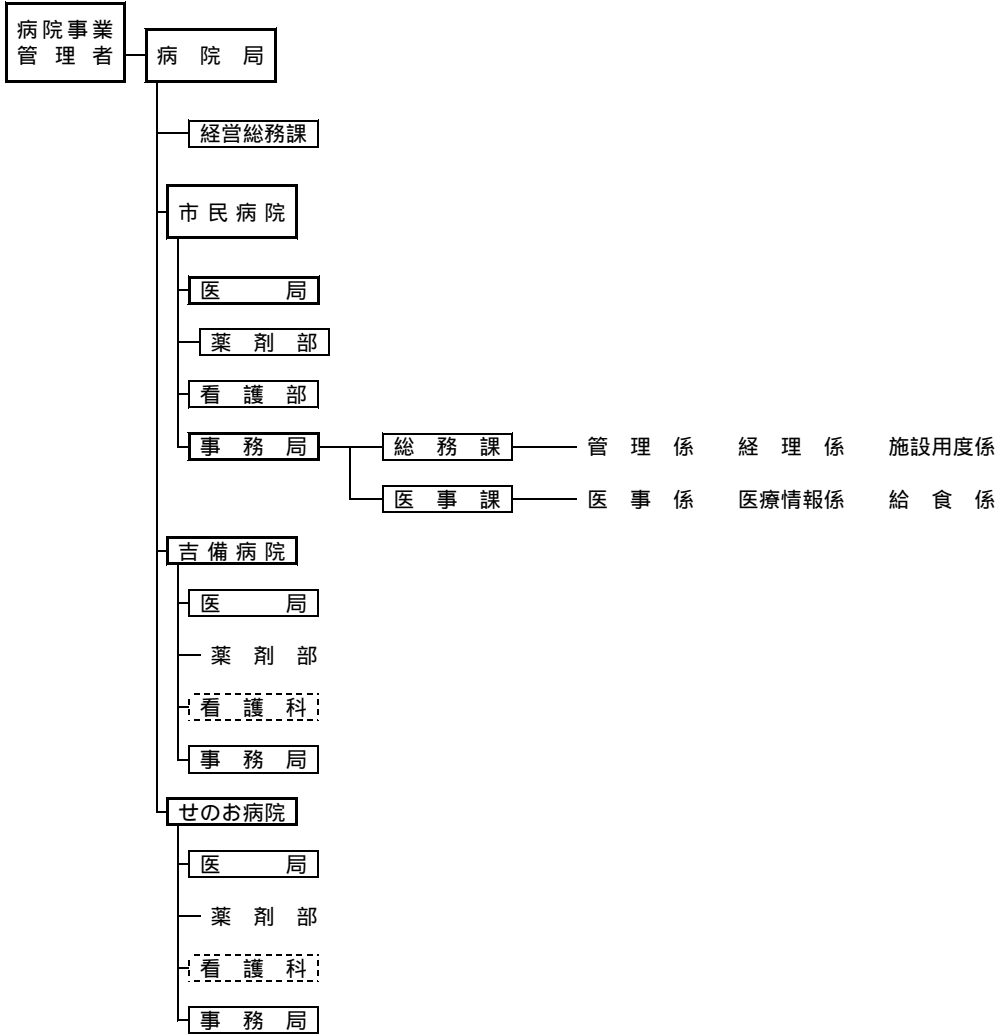 病院事業
管理者
病院局
経営総務課
市民病院
医局
薬剤部
看護部
事務局 総務課 管理係 経理係 施設用度係
医事課 医事係 医療情報係 給食係
吉備病院
医局
薬剤部
看護科
事務局
せのお病院
医局
薬剤部
看護科
事務局